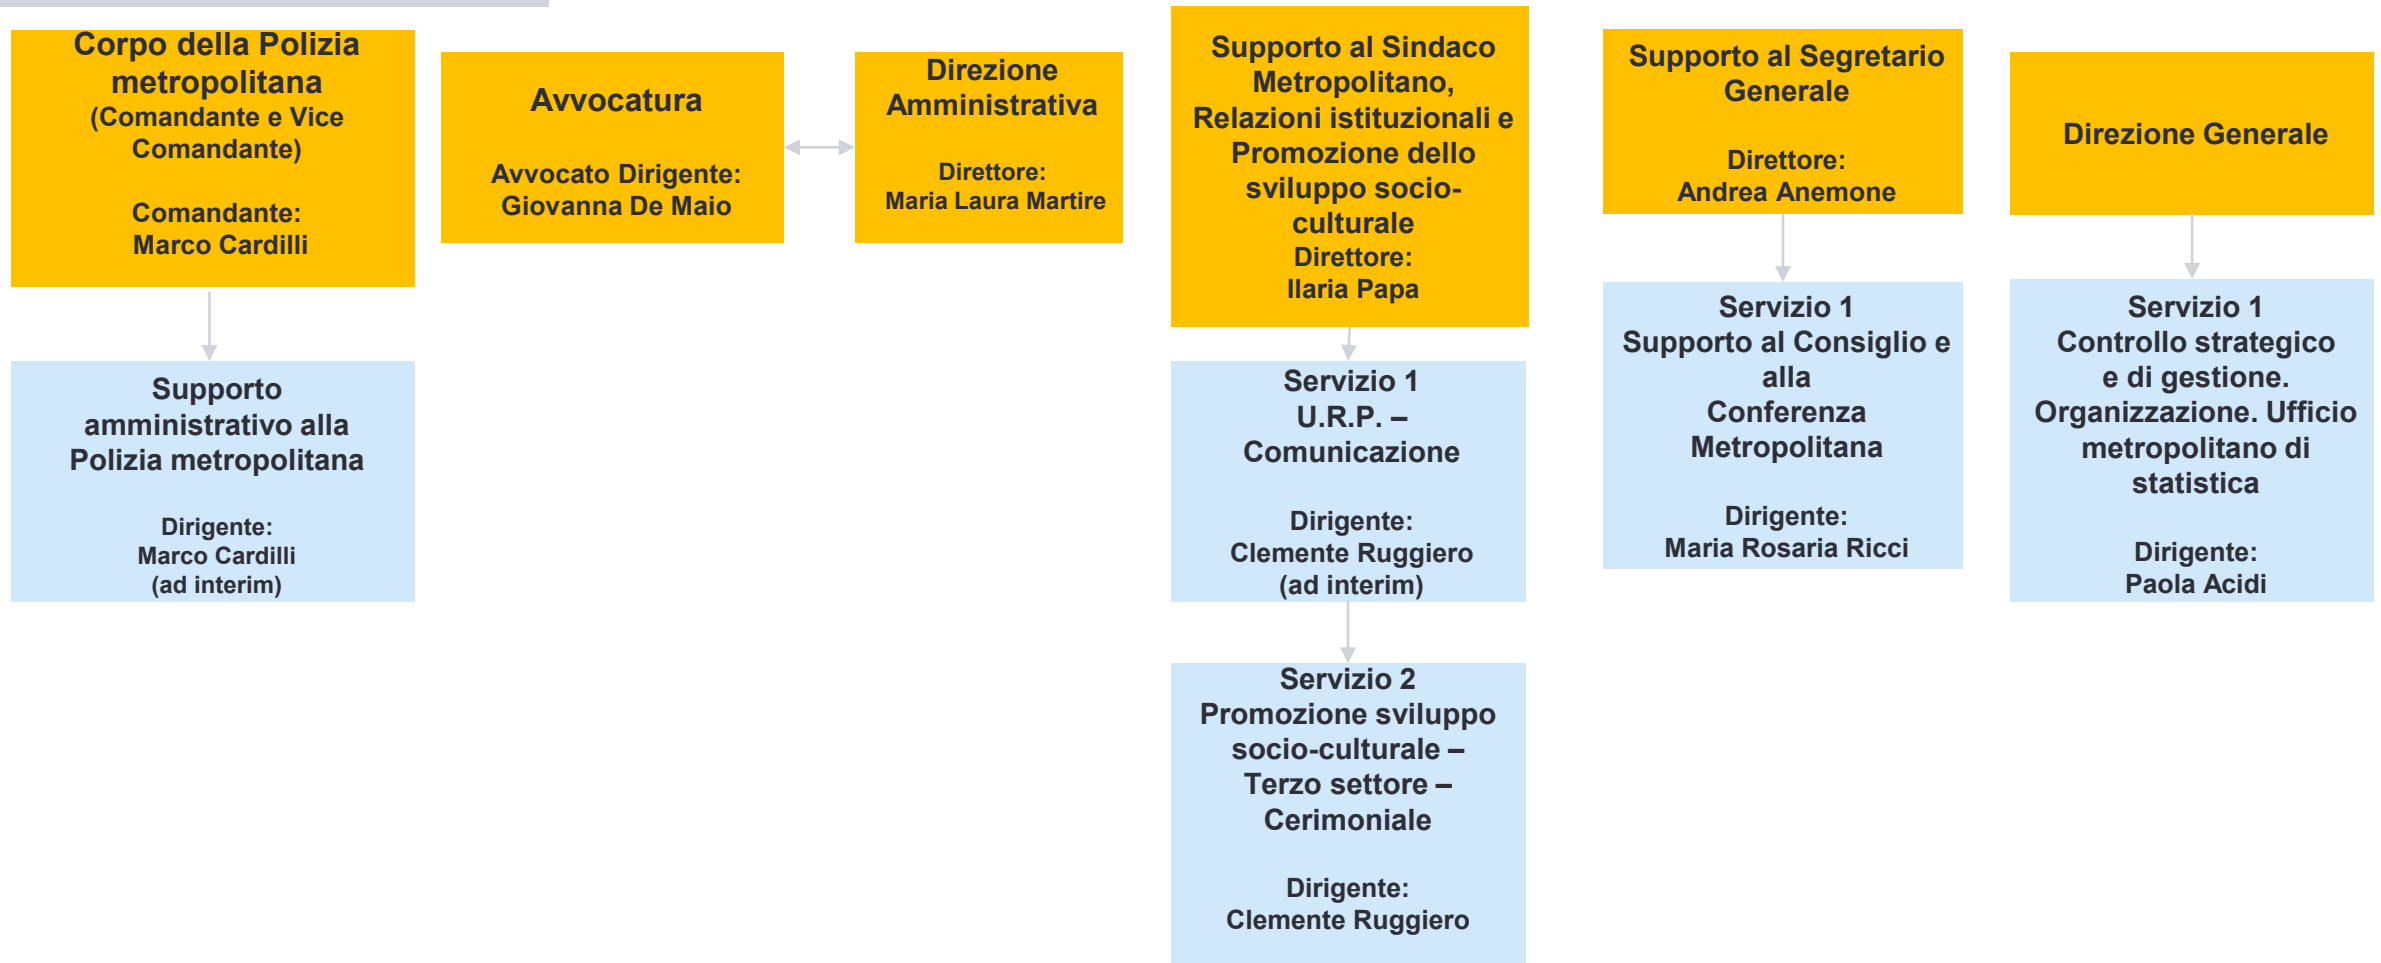 Corpo della Polizia
metropolitana
(Comandante e Vice
Comandante)
Comandante:
Marco Cardilli
Supporto
amministrativo alla
Polizia metropolitana
Dirigente:
Marco Cardilli
(ad interim)
Avvocatura
Avvocato Dirigente:
Giovanna De Maio
Direzione
Amministrativa
Direttore:
Maria Laura Martire
Supporto al Sindaco
Metropolitano,
Relazioni istituzionali e
Promozione dello
sviluppo socio-
culturale
Direttore:
Ilaria Papa
Servizio 1
U.R.P. –
Comunicazione
Dirigente:
Clemente Ruggiero
(ad interim)
Servizio 2
Promozione sviluppo
socio-culturale –
Terzo settore –
Cerimoniale
Dirigente:
Clemente Ruggiero
Supporto al Segretario
Generale
Direttore:
Andrea Anemone
Servizio 1
Supporto al Consiglio e
alla
Conferenza
Metropolitana
Dirigente:
Maria Rosaria Ricci
Direzione Generale
Servizio 1
Controllo strategico
e di gestione.
Organizzazione. Ufficio
metropolitano di
statistica
Dirigente:
Paola Acidi